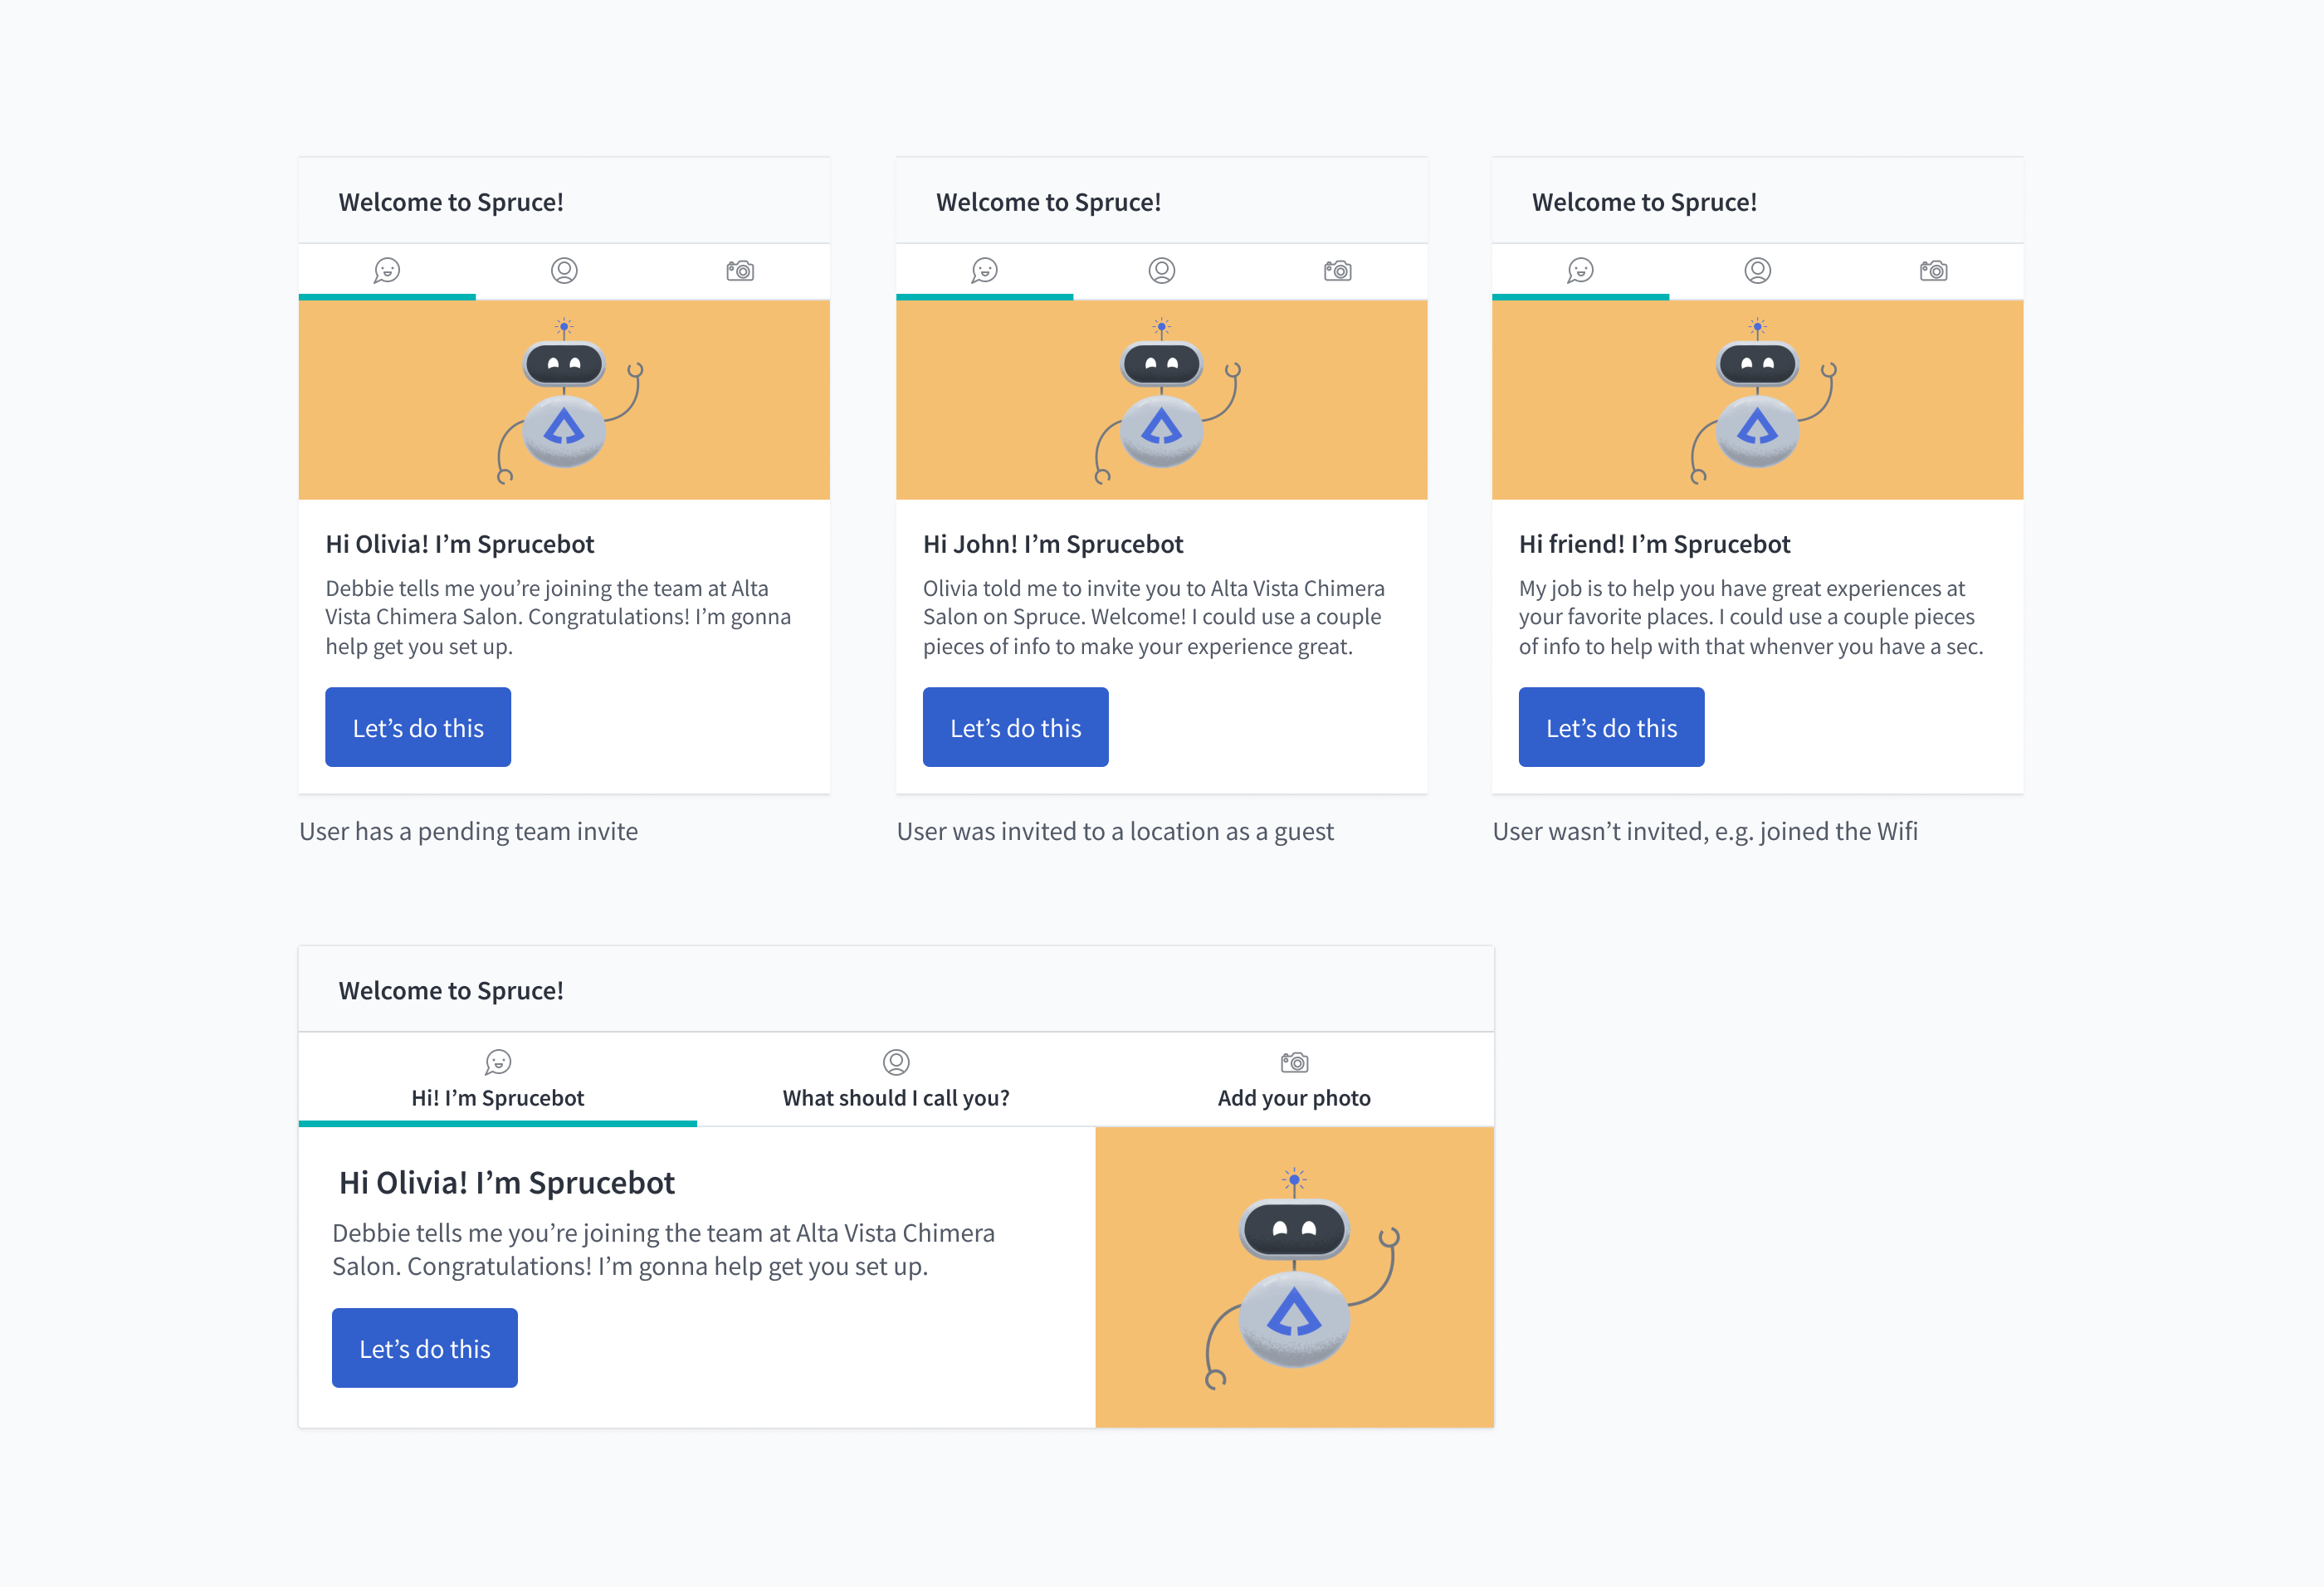 Welcome to Spruce!
Hi Olivia! I’m Sprucebot
Debbie tells me you’re joining the team at Alta
Vista Chimera Salon. Congratulations! I’m gonna
help get you set up.
Let’s do this
User has a pending team invite
Welcome to Spruce!
Hi John! I’m Sprucebot
Olivia told me to invite you to Alta Vista Chimera
Salon on Spruce. Welcome! I could use a couple
pieces of info to make your experience great.
Let’s do this
User was invited to a location as a guest
Welcome to Spruce!
Hi friend! I’m Sprucebot
My job is to help you have great experiences at
your favorite places. I could use a couple pieces
of info to help with that whenver you have a sec.
Let’s do this
User wasn’t invited, e.g. joined the Wifi
Welcome to Spruce!
Hi! I’m Sprucebot
What should I call you?
Add your photo
Hi Olivia! I’m Sprucebot
Debbie tells me you’re joining the team at Alta Vista Chimera
Salon. Congratulations! I’m gonna help get you set up.
Let’s do this